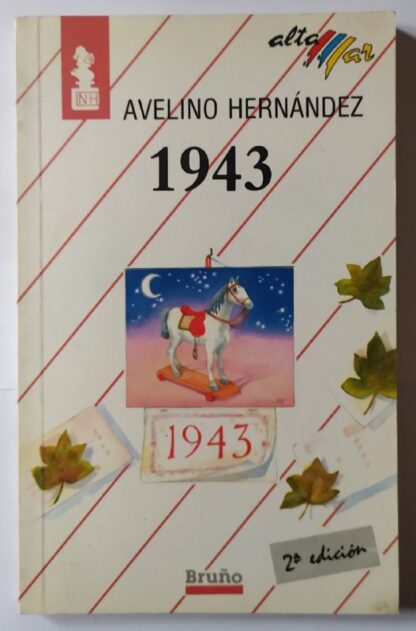 alta
Mar
NH
AVELINO HERNÁNDEZ
1943
1943
2ª edición
Bruño